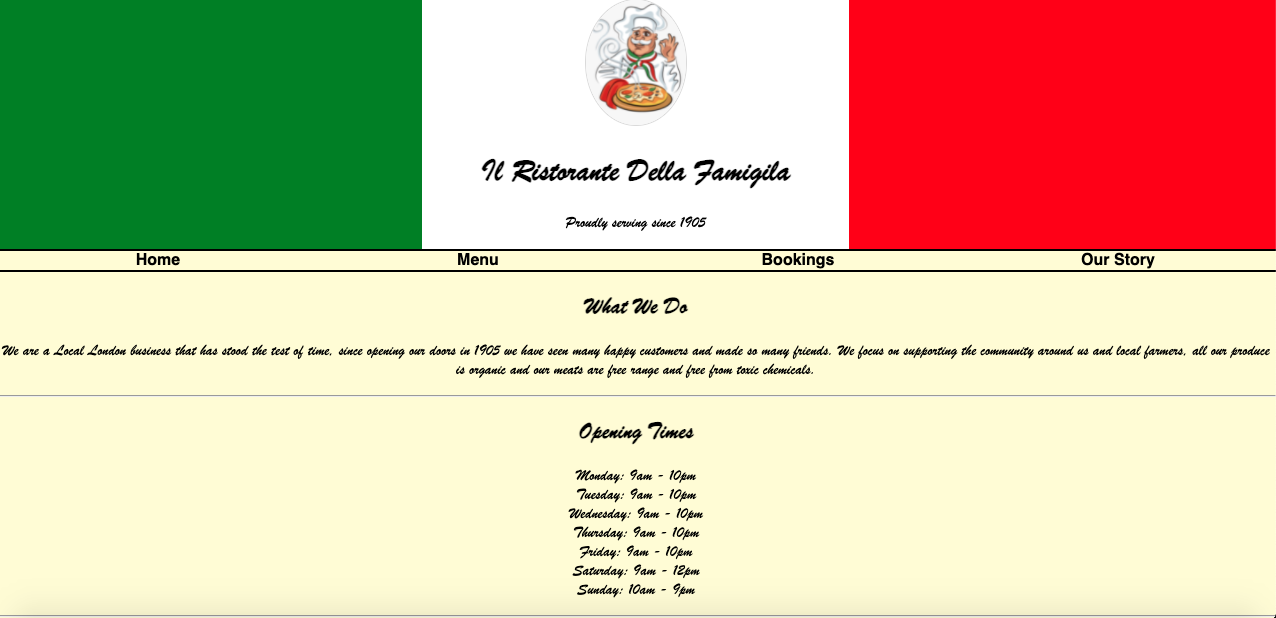 Il Ristorante Della Famigila
Proudly serving since 1905
Home Menu Bookings Our Story
What We Do
We are a Local London business that has stood the test of time, since opening our doors in 1905 we have seen many happy customers and made so many friends. We focus on supporting the community around us and local farmers, all our produce
is organic and our meats are free range and free from toxic chemicals.
Opening Times
Monday: 9am - 10pm
Tuesday: 9am - 10pm
Wednesday: 9am - 10pm
Thursday: 9am - 10pm
Friday: 9am - 10pm
Saturday: 9am - 12pm
Sunday: 10am - 9pm